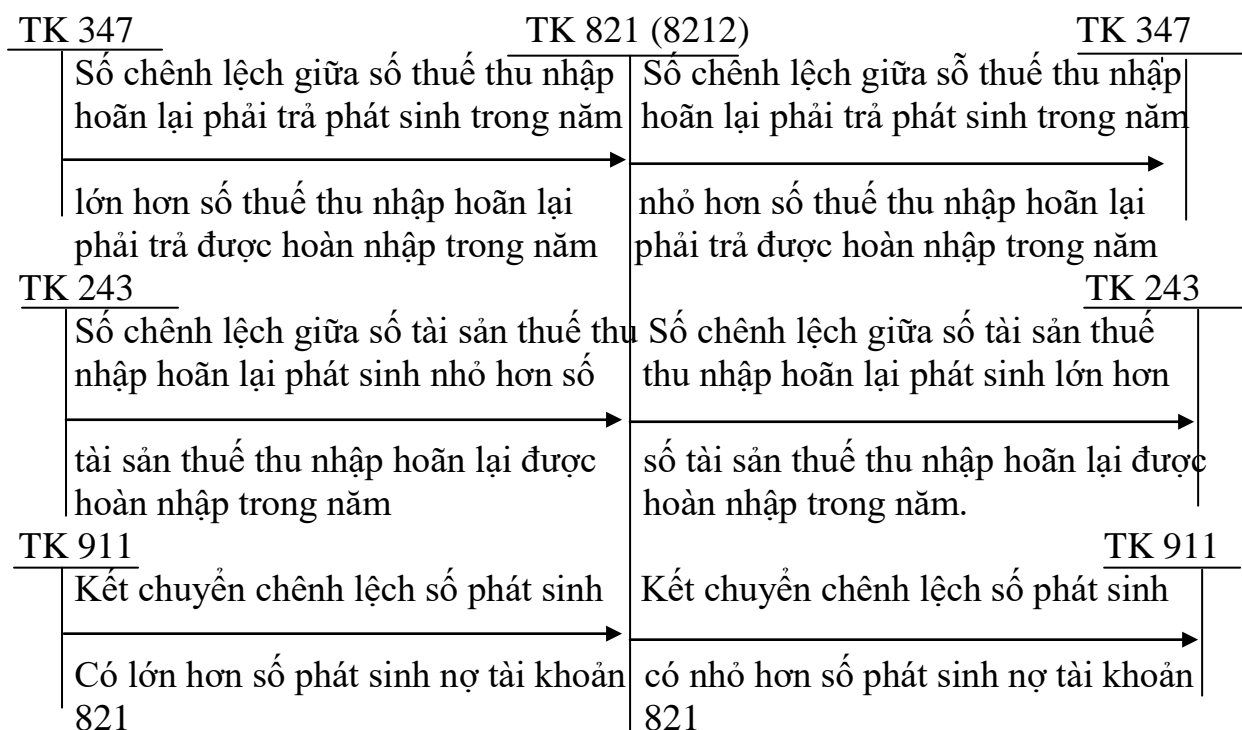 TK 347 TK 821 (8212) TK 347
Số chênh lệch giữa số thuế thu nhập
hoãn lại phải trả phát sinh trong năm
lớn hơn số thuế thu nhập hoãn lại
phải trả được hoàn nhập trong năm
Số chênh lệch giữa sỗ thuế thu nhập
hoãn lại phải trả phát sinh trong năm
nhỏ hơn số thuế thu nhập hoãn lại
phải trả được hoàn nhập trong năm
TK 243 TK 243
Số chênh lệch giữa số tài sản thuế thu
nhập hoãn lại phát sinh nhỏ hơn số
tài sản thuế thu nhập hoãn lại được
hoàn nhập trong năm
Số chênh lệch giữa số tài sản thuế
thu nhập hoãn lại phát sinh lớn hơn
số tài sản thuế thu nhập hoãn lại được
hoàn nhập trong năm.
TK 911 TK 911
Kết chuyển chênh lệch số phát sinh
Có lớn hơn số phát sinh nợ tài khoản
821
Kết chuyển chênh lệch số phát sinh
có nhỏ hơn số phát sinh nợ tài khoản
821